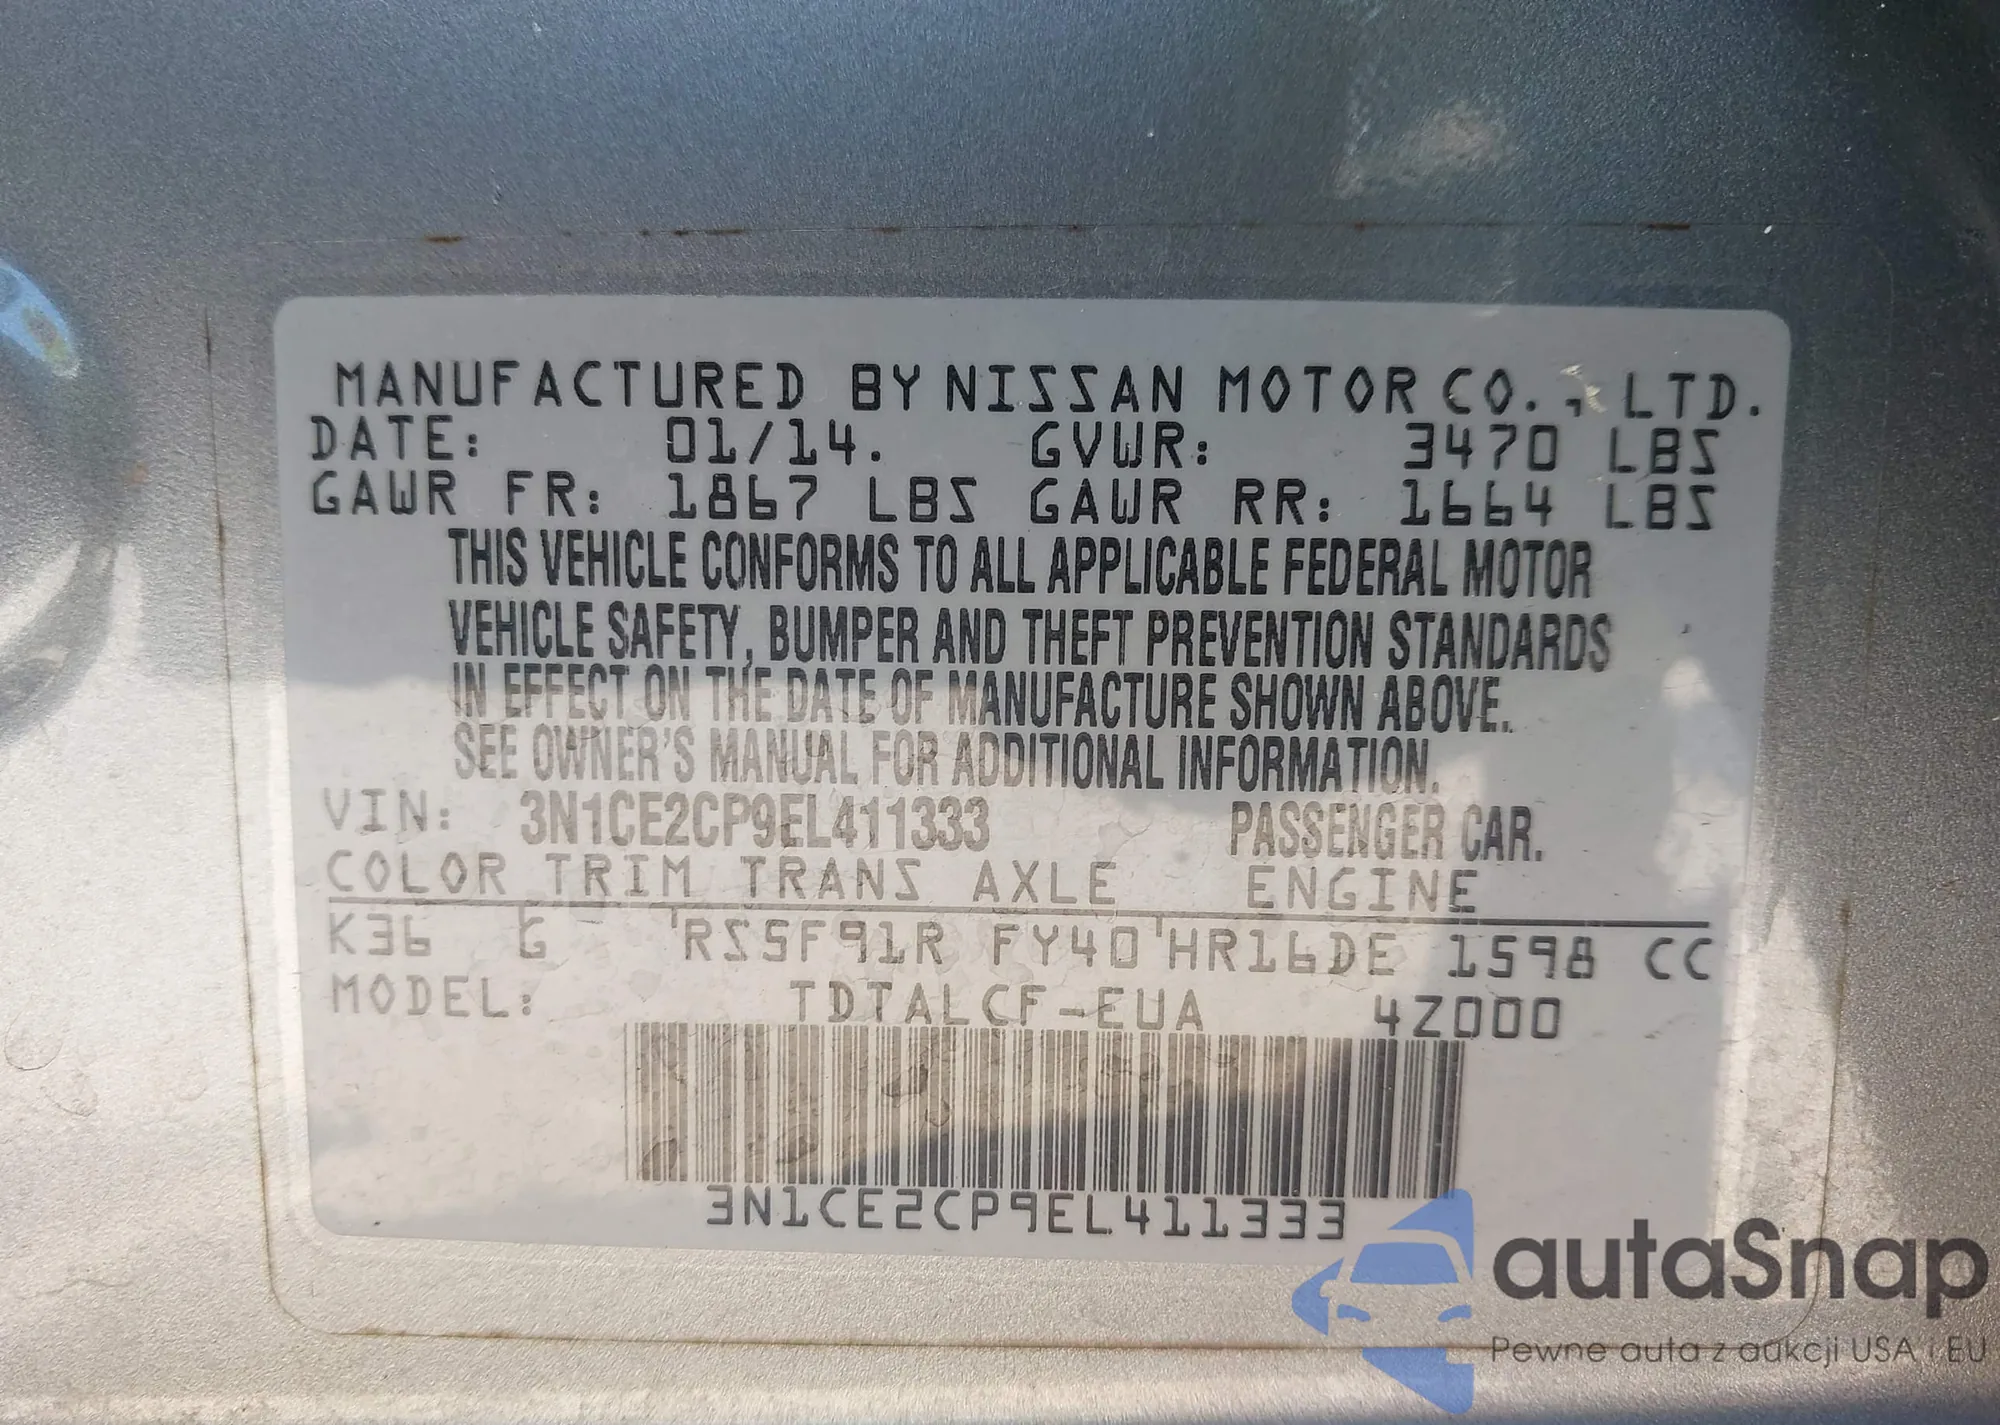 MANUFACTURED BY NISSAN MOTOR CO., LTD.
DATE: 01/14. GVWR: 3470 LBS
GAWR FR: 1867 LBS GAWR RR: 1664 LBS
THIS VEHICLE CONFORMS TO ALL APPLICABLE FEDERAL MOTOR
VEHICLE SAFETY, BUMPER AND THEFT PREVENTION STANDARDS
IN EFFECT ON THE DATE OF MANUFACTURE SHOWN ABOVE.
SEE OWNER'S MANUAL FOR ADDITIONAL INFORMATION.
VIN: 3N1CE2CP9EL411333 PASSENGER CAR.
COLOR TRIM TRANS AXLE ENGINE
K36 G RS5F91R FY40 HR16DE 1598 CC
MODEL: TDTALCF-EUA 4Z000
3N1CE2CP9EL411333
autaSnap
Pewne auta z aukcji USA i EU